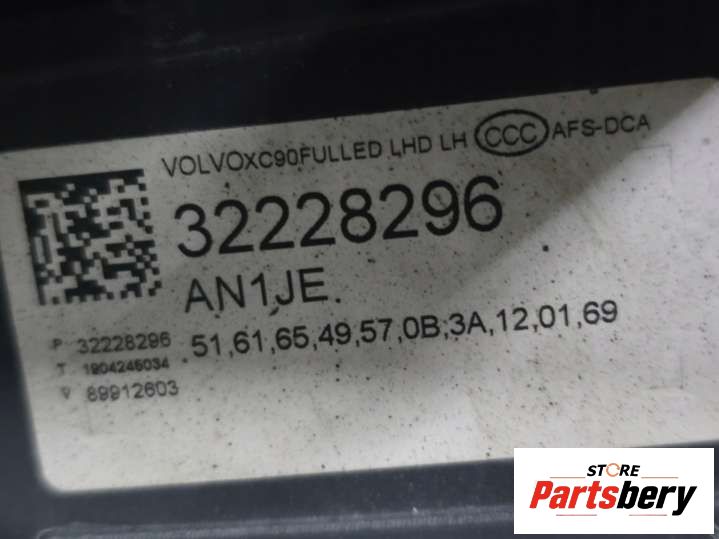 VOLVOXC90FULLED LHD LH CCC AFS-DCA
32228296
AN1JE
51,61,65,49,57,0B,3A,12,01,69
P 32228296
T 1904246034
V 89912603
STORE
Partsbery